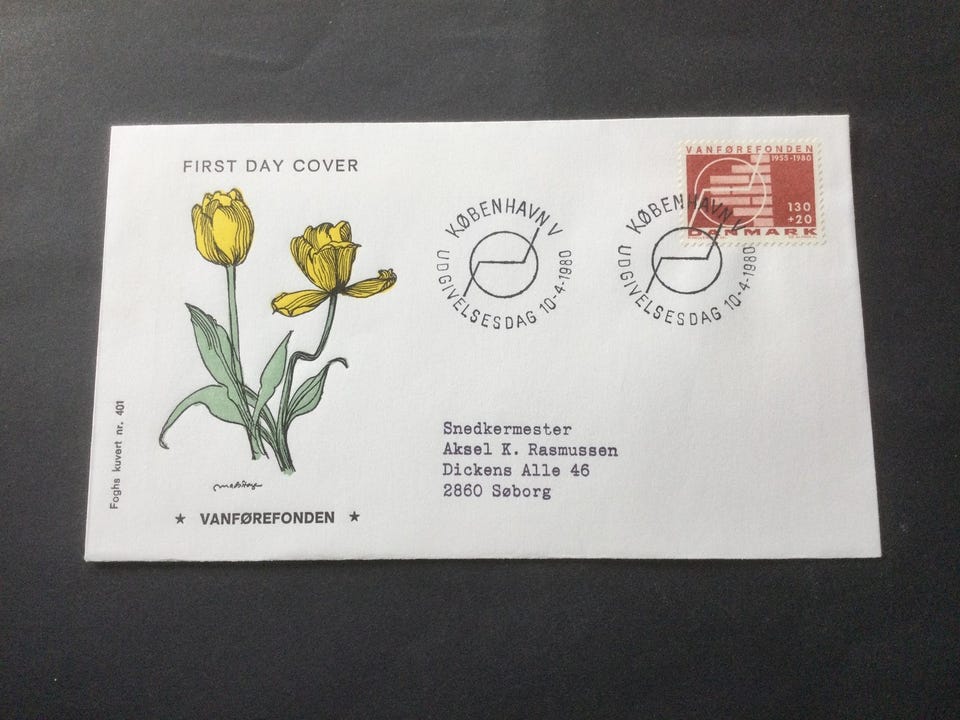 FIRST DAY COVER
VANFØREFONDEN
1955-1980
130
+20
DANMARK
KØBENHAVN V
UDGIVELSESDAG 10-4-1980
KØBENHAVN V
UDGIVELSESDAG 10-4-1980
Snedkermester
Aksel K. Rasmussen
Dickens Alle 46
2860 Søborg
Foghs kuvert nr. 401
★ VANFØREFONDEN ★